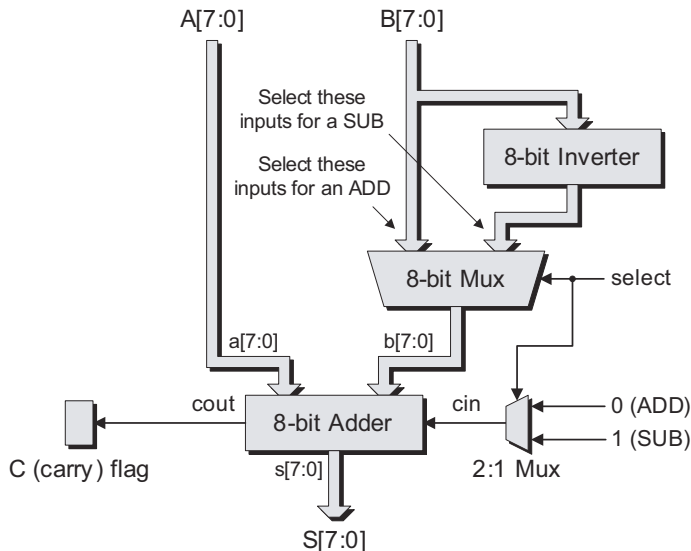 A[7:0]
B[7:0]
Select these
inputs for a SUB
8-bit Inverter
Select these
inputs for an ADD
8-bit Mux
select
a[7:0]
b[7:0]
cout
8-bit Adder
cin
0 (ADD)
1 (SUB)
C (carry) flag
s[7:0]
2:1 Mux
S[7:0]